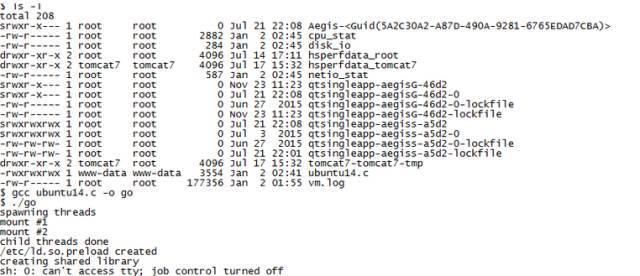 $ ls -l
total 208
srwxr-x--- 1 root root 0 Jul 21 22:08 Aegis-<Guid(5A2C30A2-A87D-490A-9281-6765EDAD7CBA)>
-rw-r----- 1 root root 2882 Jan 2 02:45 cpu_stat
-rw-r----- 1 root root 284 Jan 2 02:45 disk_io
drwxr-xr-x 2 root root 4096 Jul 14 17:11 hsperfdata_root
drwxr-xr-x 2 tomcat7 tomcat7 4096 Jul 17 15:32 hsperfdata_tomcat7
-rw-r----- 1 root root 587 Jan 2 02:45 netio_stat
srwxr-x--- 1 root root 0 Nov 23 11:23 qtsingleapp-aegisG-46d2
srwxr-x--- 1 root root 0 Jul 21 22:08 qtsingleapp-aegisG-46d2-0
-rw-r----- 1 root root 0 Jun 27 2015 qtsingleapp-aegisG-46d2-0-lockfile
-rw-r----- 1 root root 0 Nov 23 11:23 qtsingleapp-aegisG-46d2-lockfile
srwxrwxrwx 1 root root 0 Jul 21 22:08 qtsingleapp-aegiss-a5d2
srwxrwxrwx 1 root root 0 Jul 3 2015 qtsingleapp-aegiss-a5d2-0
-rw-rw-rw- 1 root root 0 Jun 27 2015 qtsingleapp-aegiss-a5d2-0-lockfile
-rw-rw-rw- 1 root root 0 Jul 21 22:01 qtsingleapp-aegiss-a5d2-lockfile
drwxr-xr-x 2 tomcat7 root 4096 Jul 17 15:32 tomcat7-tomcat7-tmp
-rwxrwxrwx 1 www-data www-data 3554 Jan 2 02:41 ubuntu14.c
-rw-r----- 1 root root 177356 Jan 2 01:55 vm.log
$ gcc ubuntu14.c -o go
$ ./go
spawning threads
mount #1
mount #2
child threads done
/etc/ld.so.preload created
creating shared library
sh: 0: can't access tty; job control turned off